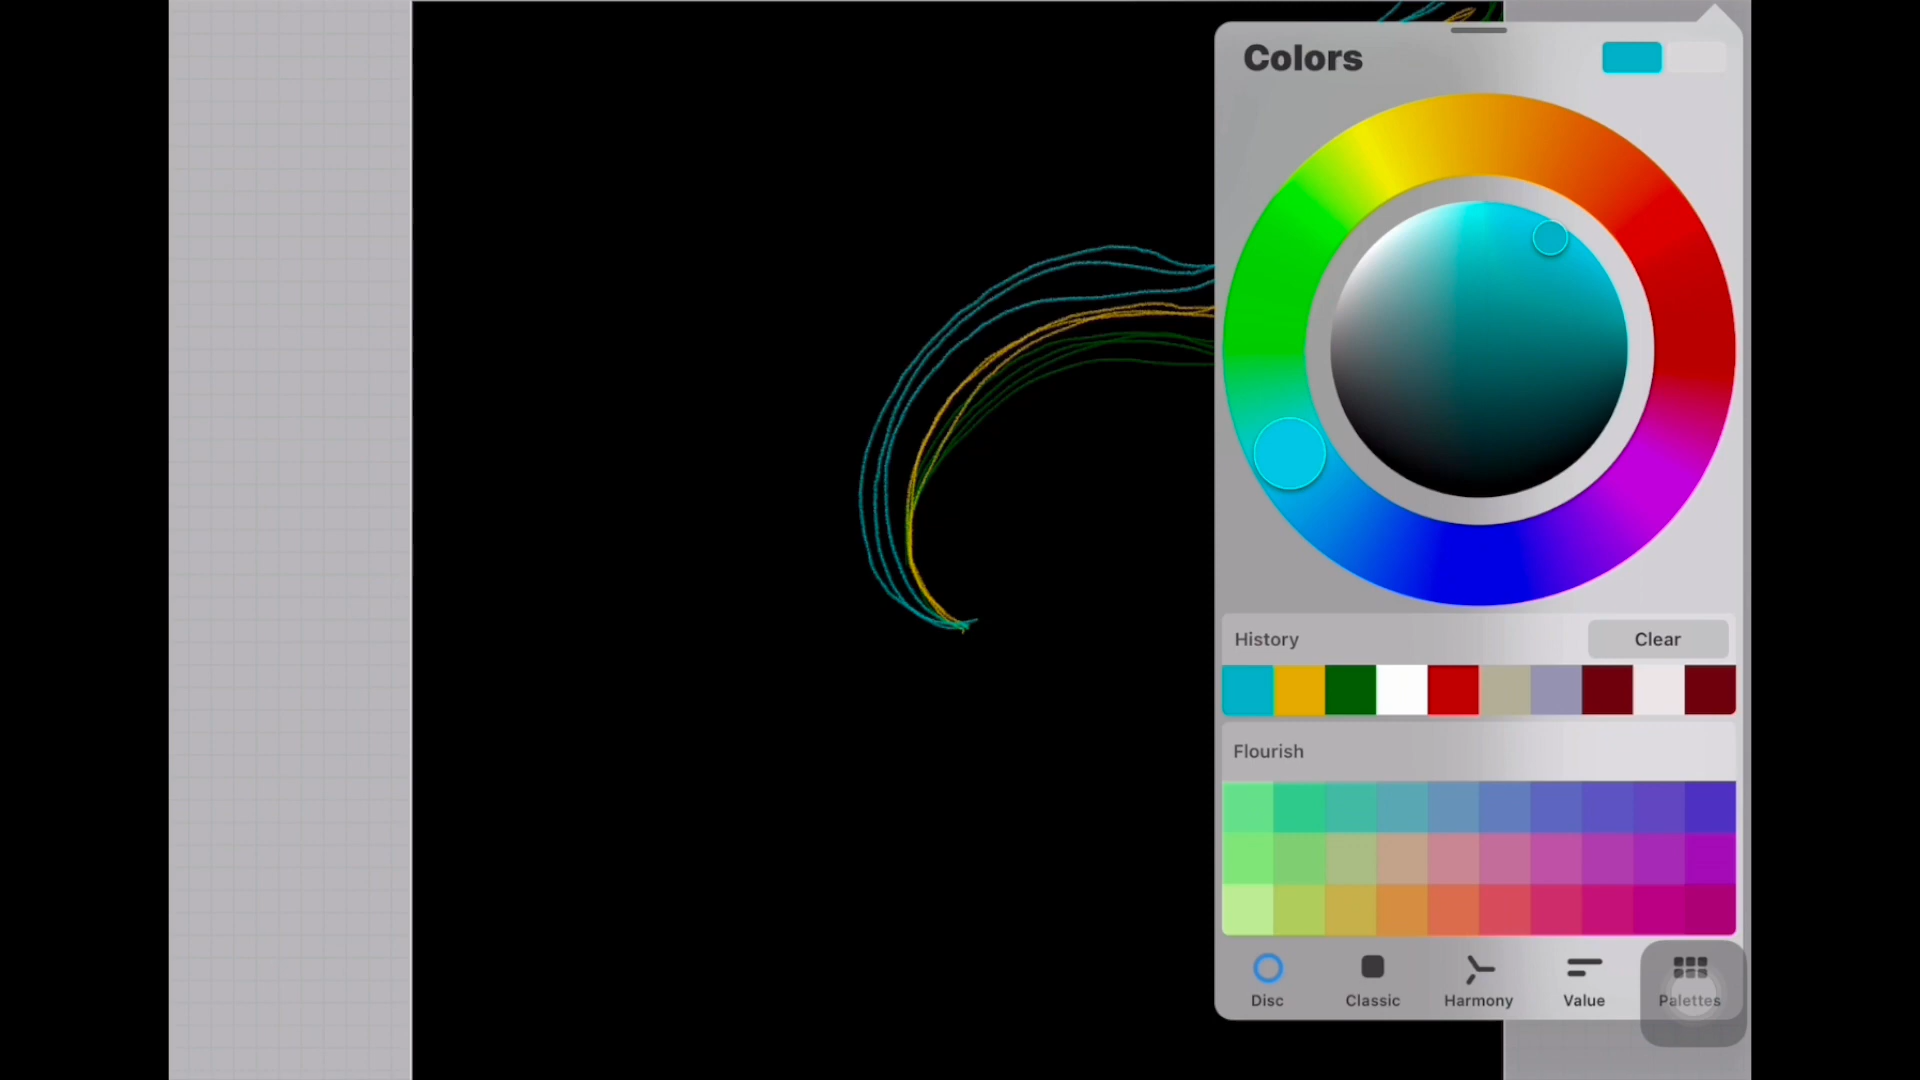 Colors
History
Clear
Flourish
Disc
Classic
Harmony
Value
Palettes